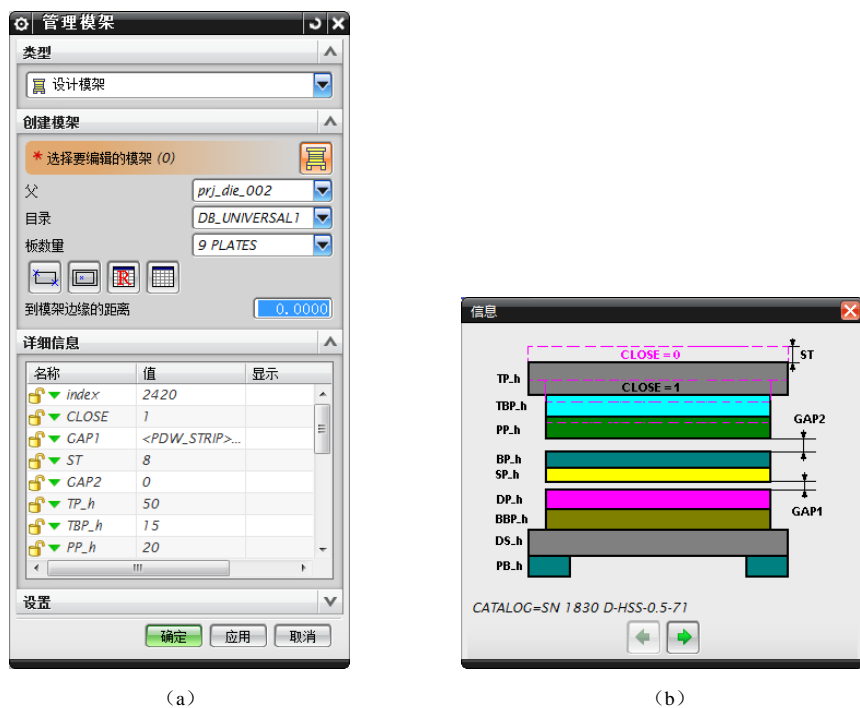 管理模架
类型
设计模架
创建模架
* 选择要编辑的模架 (0)
父 prj_die_002
目录 DB_UNIVERSAL1
板数量 9 PLATES
R
到模架边缘的距离 0.0000
详细信息
名称 值 显示
index 2420
CLOSE 1
GAP1 <PDW_STRIP>...
ST 8
GAP2 0
TP_h 50
TBP_h 15
PP_h 20
设置
确定 应用 取消
(a)
信息
CLOSE = 0 ST
TP_h
CLOSE = 1
TBP_h
PP_h GAP2
BP_h
SP_h
DP_h
BBP_h GAP1
DS_h
PB_h
CATALOG=SN 1830 D-HSS-0.5-71
(b)